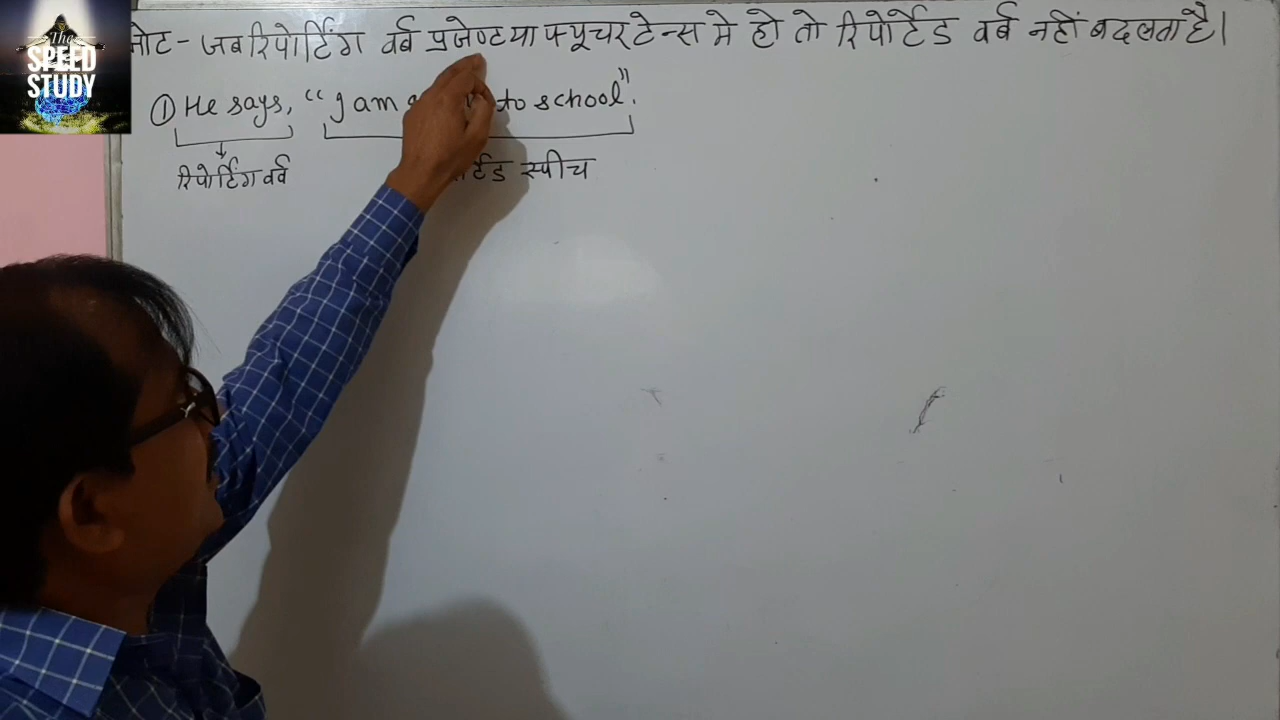 The
SPEED
STUDY
नोट - जब रिपोर्टिंग वर्ब प्रजेण्ट या फ्यूचर टेन्स मे हो तो रिपोर्टेड वर्ब नहीं बदलता है।
① He says, “I am to school”.
रिपोर्टिंग वर्ब
स्पीच